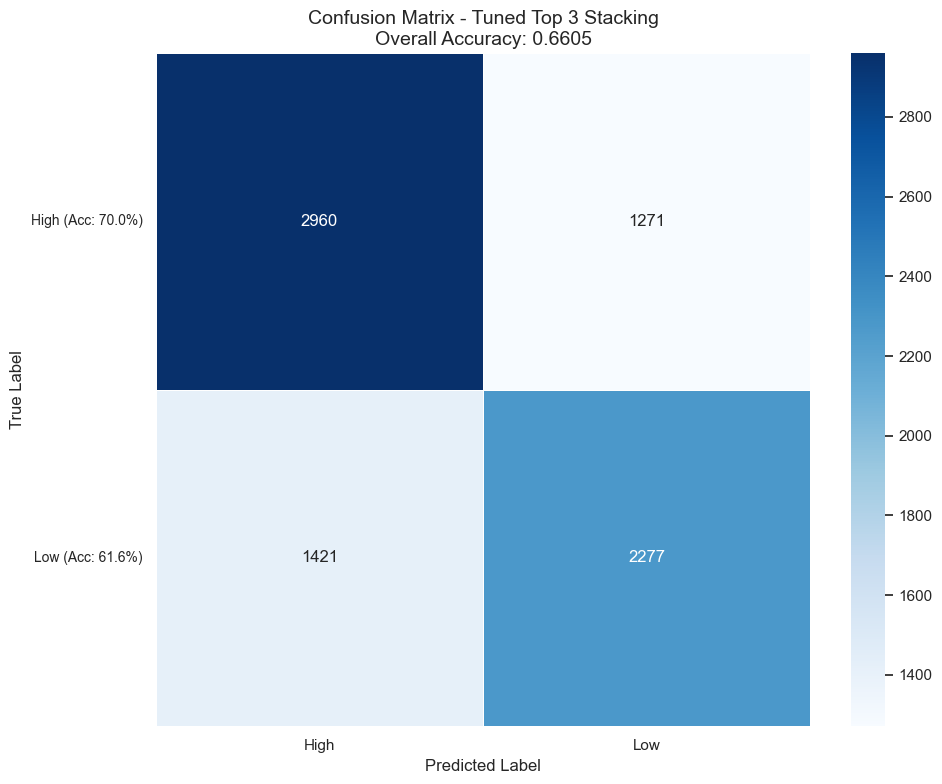 Confusion Matrix - Tuned Top 3 Stacking
Overall Accuracy: 0.6605
True Label
High (Acc: 70.0%)
2960
1271
Low (Acc: 61.6%)
1421
2277
High
Low
Predicted Label
2800
2600
2400
2200
2000
1800
1600
1400